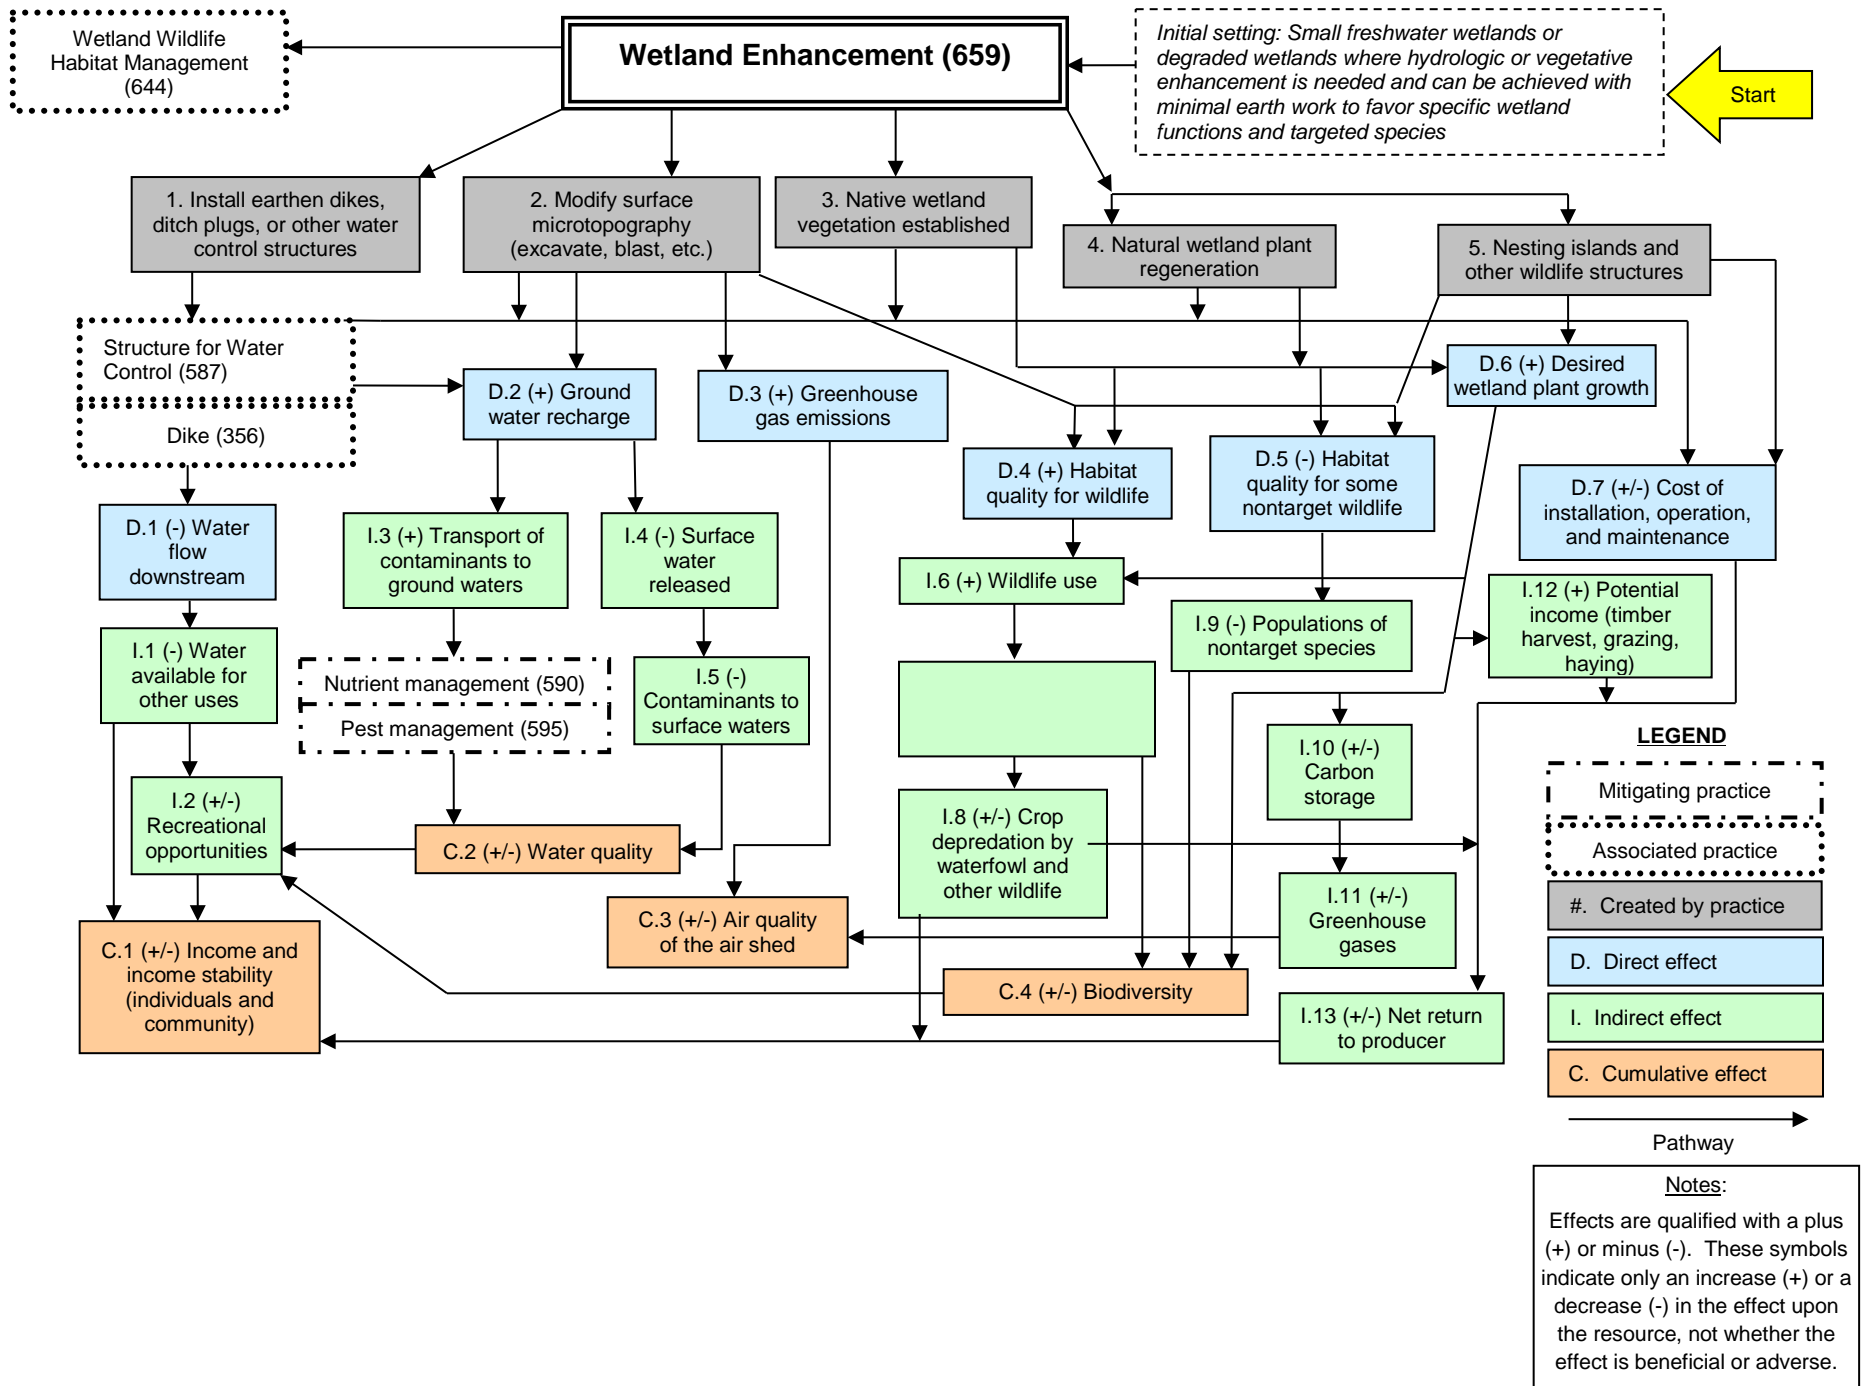 Wetland Wildlife
Habitat Management
(644)
Wetland Enhancement (659)
Initial setting: Small freshwater wetlands or
degraded wetlands where hydrologic or vegetative
enhancement is needed and can be achieved with
minimal earth work to favor specific wetland
functions and targeted species
Start
1. Install earthen dikes,
ditch plugs, or other water
control structures
2. Modify surface
microtopography
(excavate, blast, etc.)
3. Native wetland
vegetation established
4. Natural wetland plant
regeneration
5. Nesting islands and
other wildlife structures
Structure for Water
Control (587)
Dike (356)
D.2 (+) Ground
water recharge
D.3 (+) Greenhouse
gas emissions
D.6 (+) Desired
wetland plant growth
D.4 (+) Habitat
quality for wildlife
D.5 (-) Habitat
quality for some
nontarget wildlife
D.7 (+/-) Cost of
installation, operation,
and maintenance
D.1 (-) Water
flow
downstream
I.3 (+) Transport of
contaminants to
ground waters
I.4 (-) Surface
water
released
I.6 (+) Wildlife use
I.12 (+) Potential
income (timber
harvest, grazing,
haying)
I.9 (-) Populations of
nontarget species
I.1 (-) Water
available for
other uses
Nutrient management (590)
Pest management (595)
I.5 (-)
Contaminants to
surface waters
I.10 (+/-)
Carbon
storage
I.2 (+/-)
Recreational
opportunities
C.2 (+/-) Water quality
I.8 (+/-) Crop
depredation by
waterfowl and
other wildlife
I.11 (+/-)
Greenhouse
gases
C.3 (+/-) Air quality
of the air shed
C.1 (+/-) Income and
income stability
(individuals and
community)
C.4 (+/-) Biodiversity
I.13 (+/-) Net return
to producer
LEGEND
Mitigating practice
Associated practice
#. Created by practice
D. Direct effect
I. Indirect effect
C. Cumulative effect
Pathway
Notes:
Effects are qualified with a plus
(+) or minus (-). These symbols
indicate only an increase (+) or a
decrease (-) in the effect upon
the resource, not whether the
effect is beneficial or adverse.